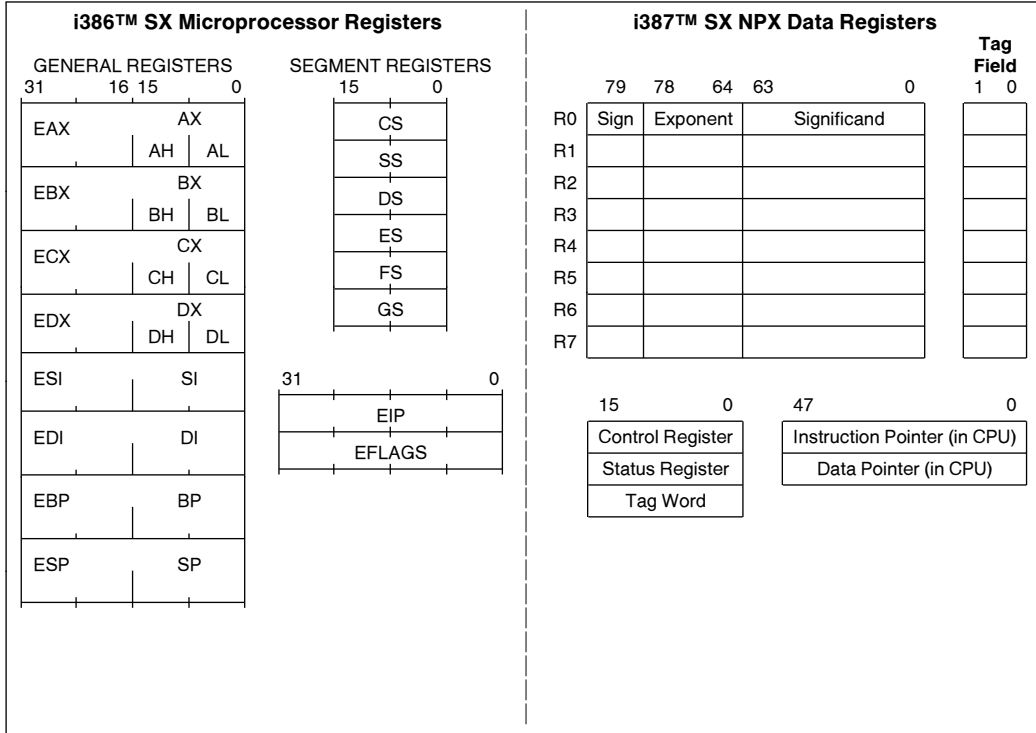 i386™ SX Microprocessor Registers
GENERAL REGISTERS
31 16 15 0
EAX AX
AH AL
EBX BX
BH BL
ECX CX
CH CL
EDX DX
DH DL
ESI SI
EDI DI
EBP BP
ESP SP
SEGMENT REGISTERS
15 0
CS
SS
DS
ES
FS
GS
31 0
EIP
EFLAGS
i387™ SX NPX Data Registers
Tag
Field
79 78 64 63 0 1 0
R0 Sign Exponent Significand
R1
R2
R3
R4
R5
R6
R7
15 0
Control Register
Status Register
Tag Word
47 0
Instruction Pointer (in CPU)
Data Pointer (in CPU)